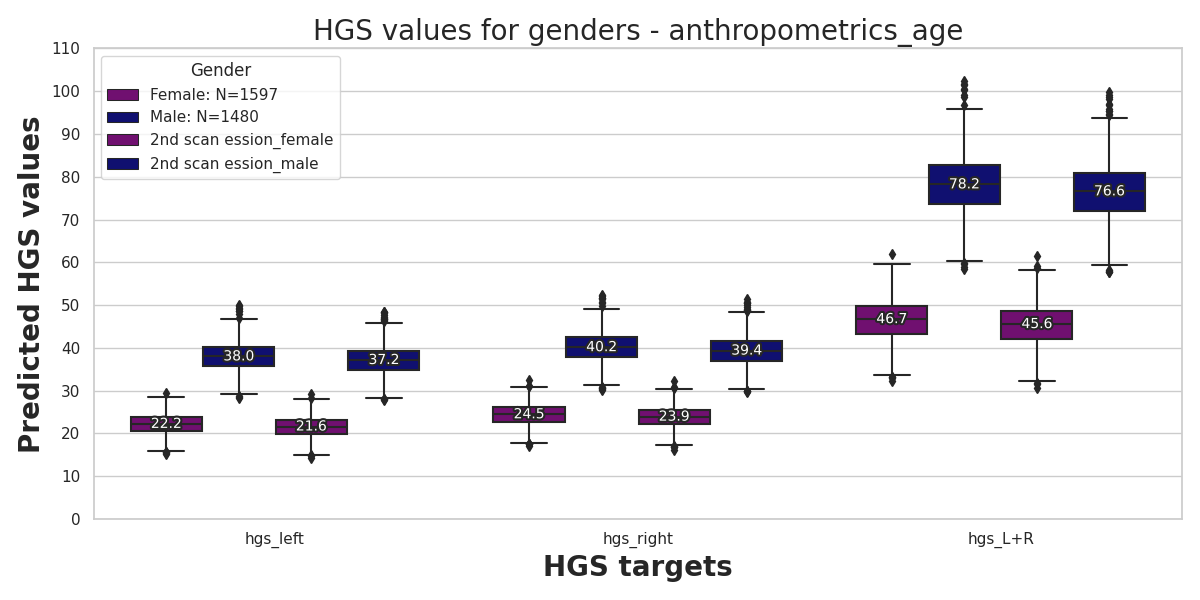 HGS values for genders - anthropometrics_age
Predicted HGS values
110
100
90
80
70
60
50
40
30
20
10
0
Gender
Female: N=1597
Male: N=1480
2nd scan ession_female
2nd scan ession_male
22.2
38.0
21.6
37.2
24.5
40.2
23.9
39.4
46.7
78.2
45.6
76.6
hgs_left
hgs_right
hgs_L+R
HGS targets